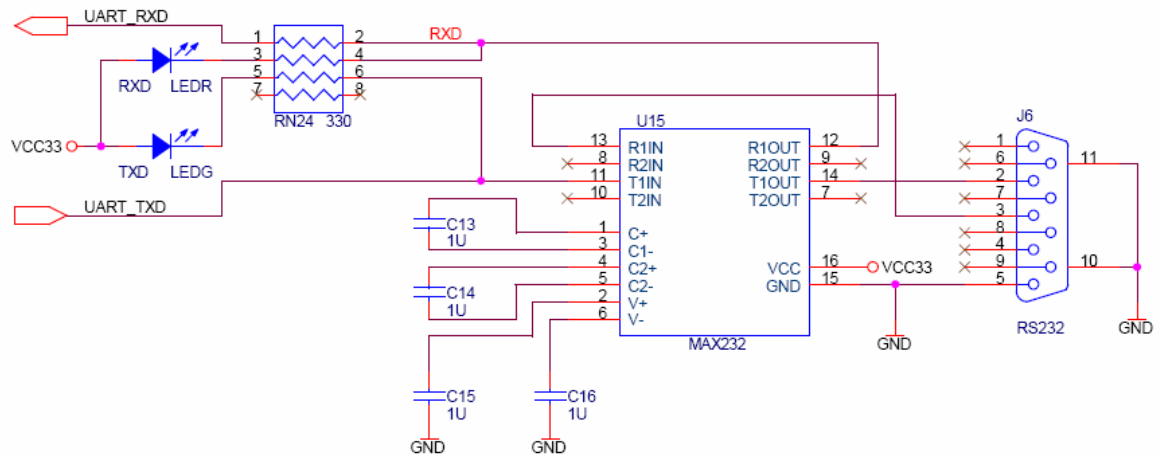 UART_RXD
1 2 RXD
3 4
5 6
7 8
RXD LEDR
RN24 330
VCC33
TXD LEDG
UART_TXD
U15
13 R1IN R1OUT 12
8 R2IN R2OUT 9
11 T1IN T1OUT 14
10 T2IN T2OUT 7
1 C+
3 C1-
4 C2+
5 C2-
2 V+
6 V-
VCC 16 VCC33
GND 15
MAX232
C13
1U
C14
1U
C15
1U
GND
C16
1U
GND
GND
J6
1
6
2
7
3
8
4
9
5
11
10
RS232
GND